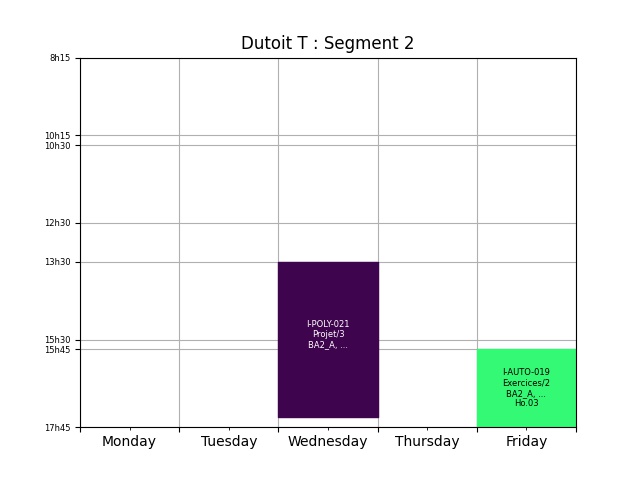 Dutoit T : Segment 2
8h15
10h15
10h30
12h30
13h30
15h30
15h45
17h45
I-POLY-021
Projet/3
BA2_A, ...
I-AUTO-019
Exercices/2
BA2_A, ...
Ho.03
Monday
Tuesday
Wednesday
Thursday
Friday